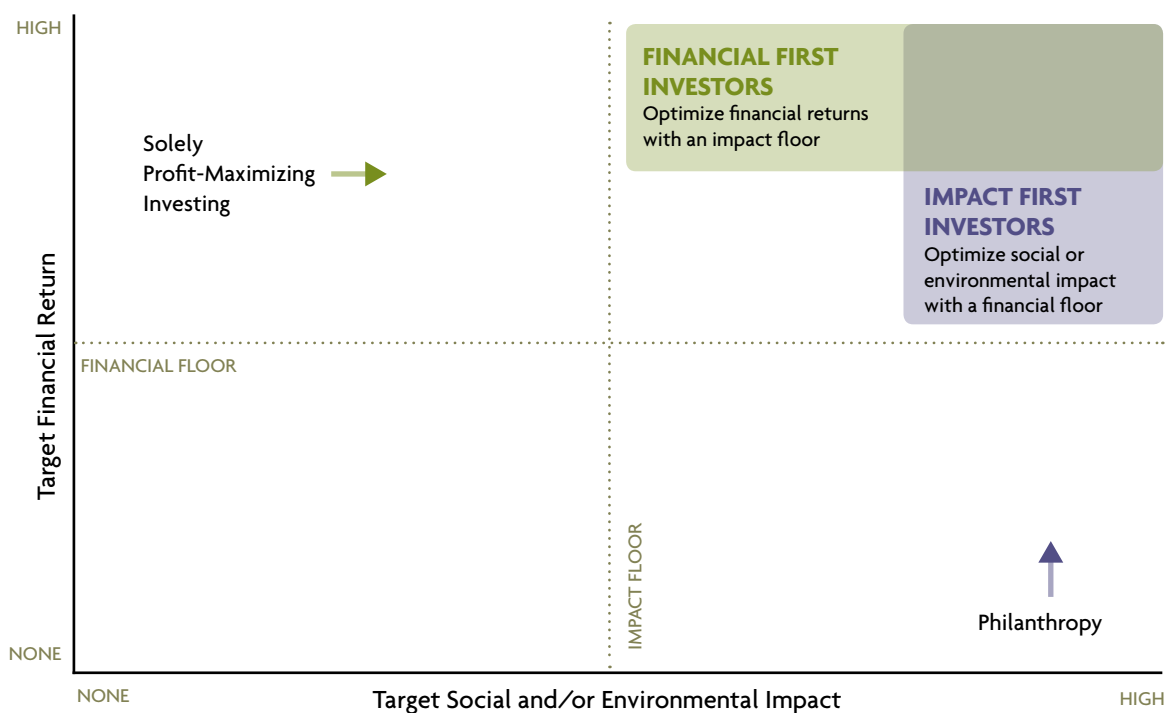 HIGH
FINANCIAL FIRST
INVESTORS
Optimize financial returns
with an impact floor
Solely
Profit-Maximizing
Investing
IMPACT FIRST
INVESTORS
Optimize social or
environmental impact
with a financial floor
Target Financial Return
FINANCIAL FLOOR
IMPACT FLOOR
Philanthropy
NONE
NONE
Target Social and/or Environmental Impact
HIGH